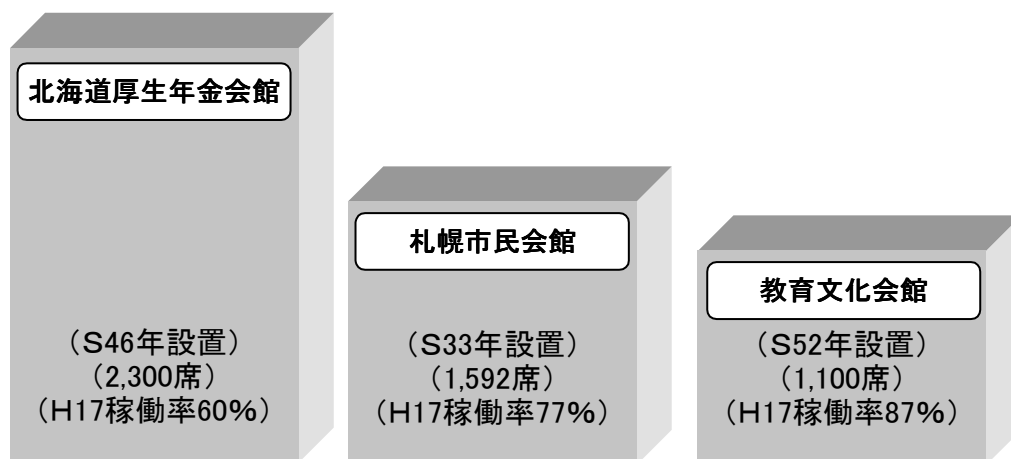 北海道厚生年金会館
（S46年設置）
（2,300席）
（H17稼働率60％）
札幌市民会館
（S33年設置）
（1,592席）
（H17稼働率77％）
教育文化会館
（S52年設置）
（1,100席）
（H17稼働率87％）